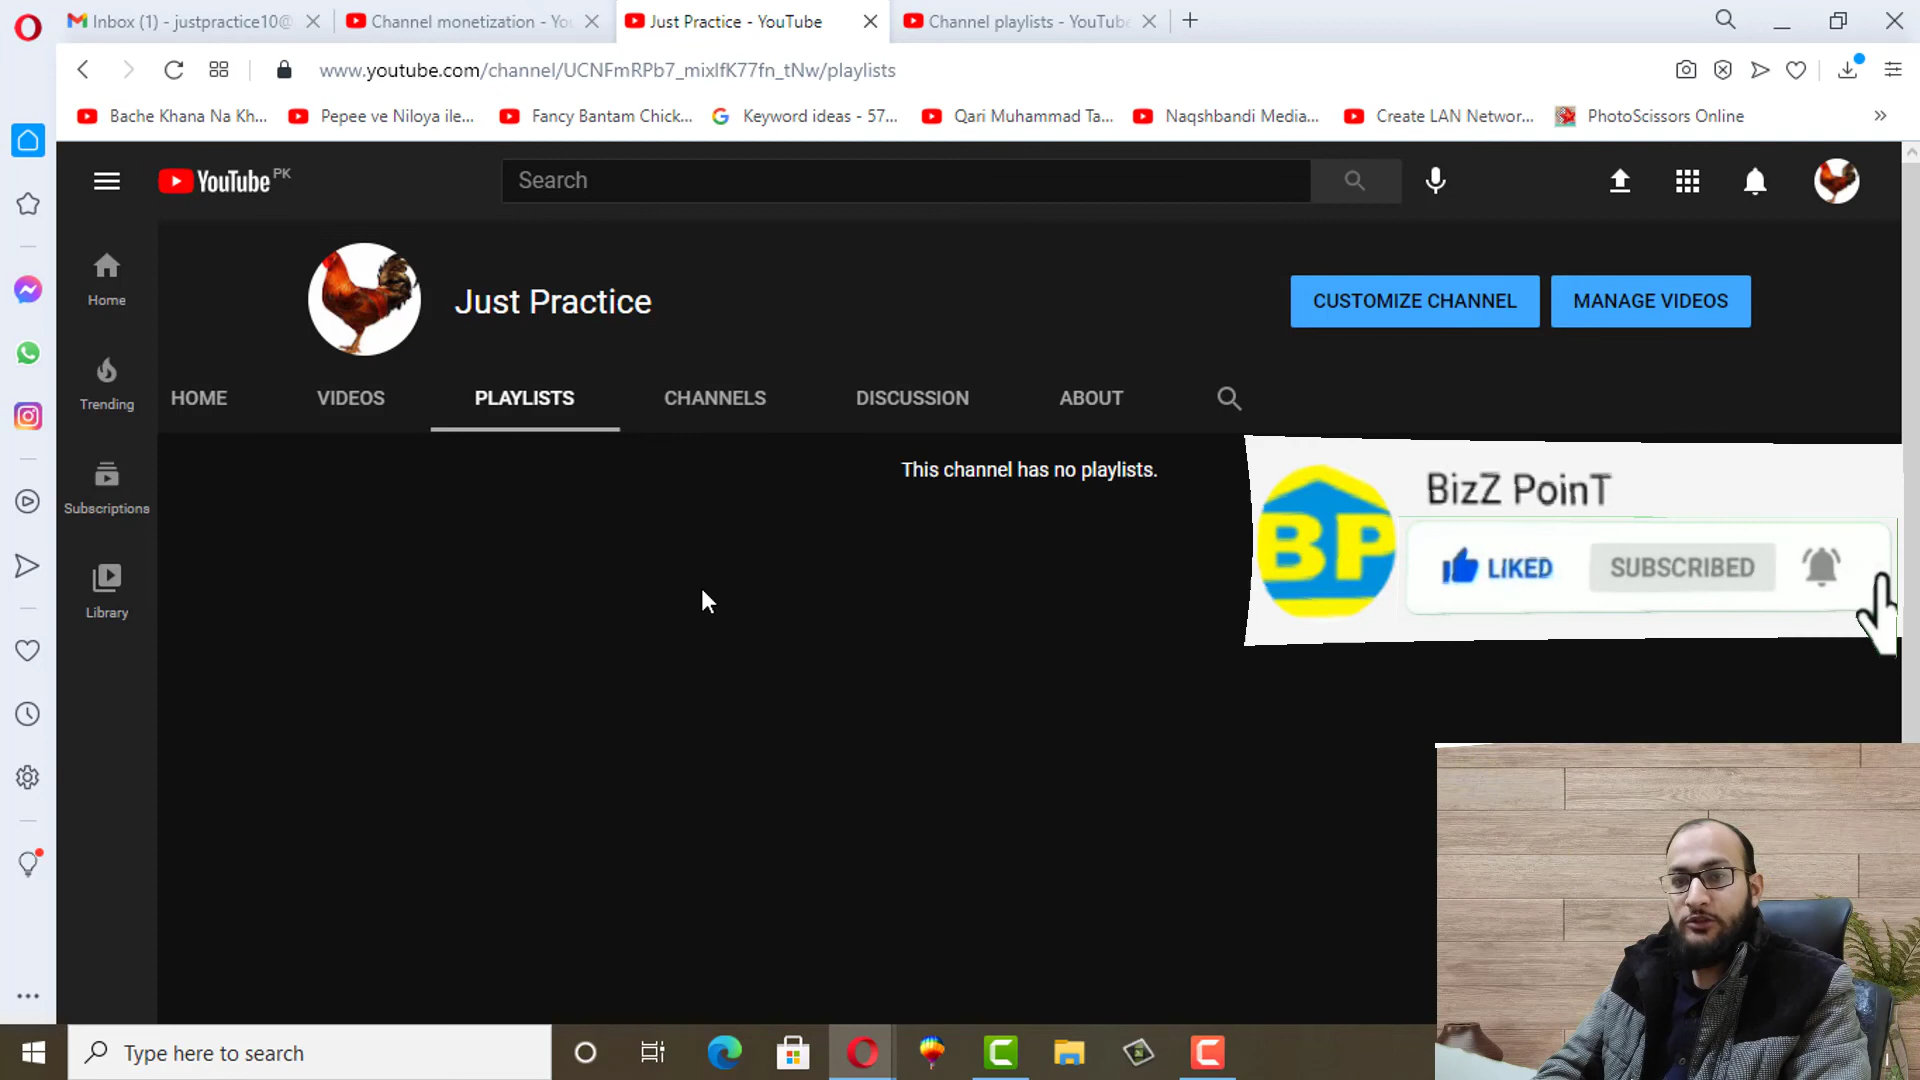 Inbox (1) - justpractice10@
Channel monetization - You
Just Practice - YouTube
Channel playlists - YouTube
www.youtube.com/channel/UCNFmRPb7_mixlfK77fn_tNw/playlists
Bache Khana Na Kh...
Pepee ve Niloya ile...
Fancy Bantam Chick...
Keyword ideas - 57...
Qari Muhammad Ta...
Naqshbandi Media...
Create LAN Networ...
PhotoScissors Online
YouTube PK
Search
Home
Trending
Subscriptions
Library
Just Practice
CUSTOMIZE CHANNEL
MANAGE VIDEOS
HOME
VIDEOS
PLAYLISTS
CHANNELS
DISCUSSION
ABOUT
This channel has no playlists.
BP
BizZ PoinT
LIKED
SUBSCRIBED
Type here to search